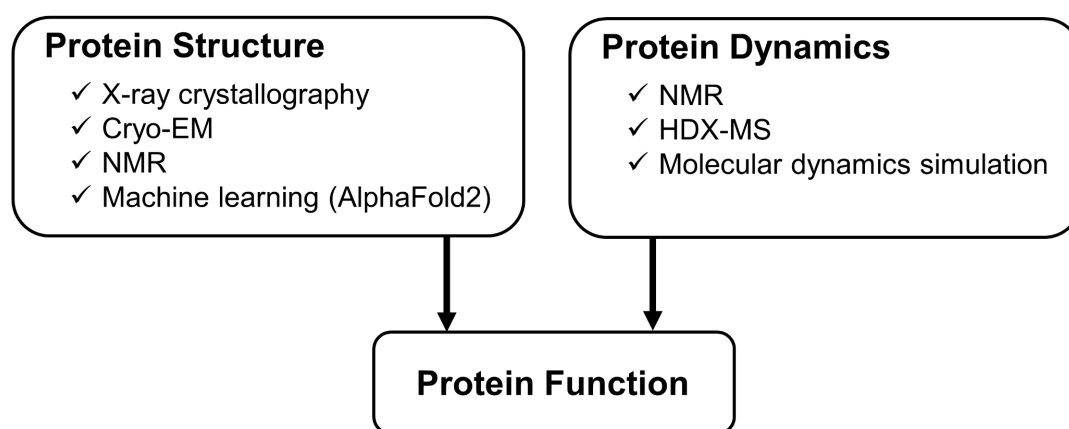 Protein Structure
✓ X-ray crystallography
✓ Cryo-EM
✓ NMR
✓ Machine learning (AlphaFold2)
Protein Dynamics
✓ NMR
✓ HDX-MS
✓ Molecular dynamics simulation
Protein Function